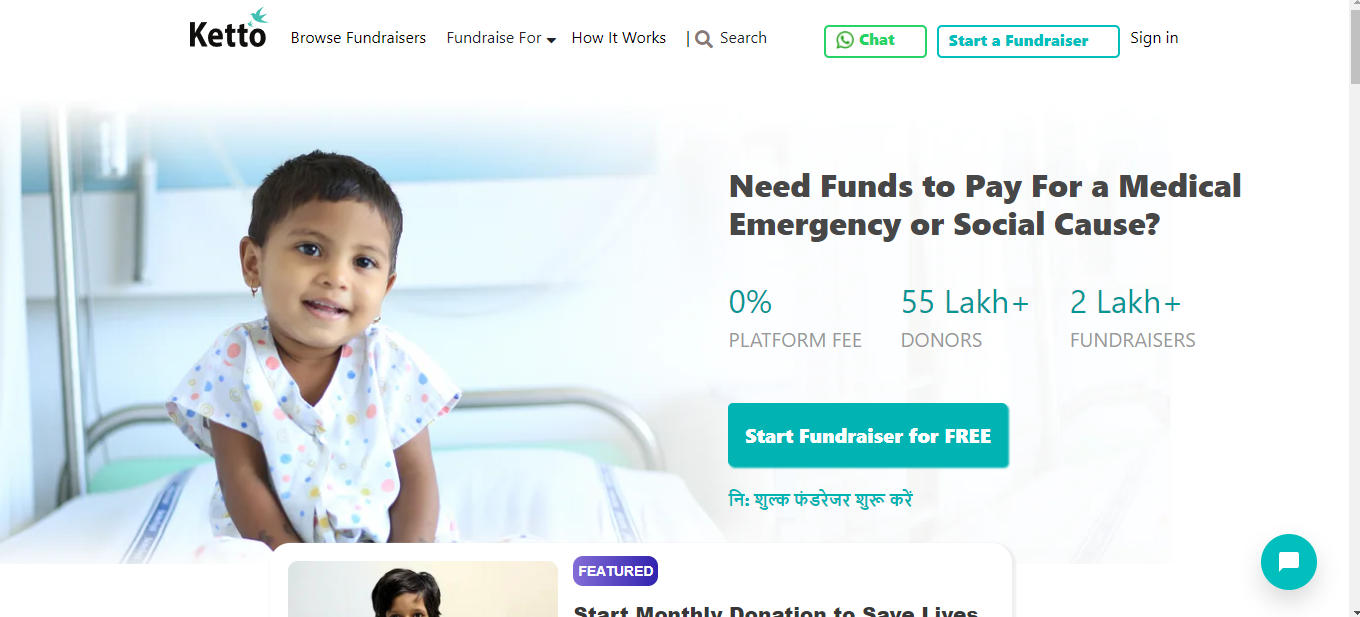 Ketto
Browse Fundraisers
Fundraise For
How It Works
Search
Chat
Start a Fundraiser
Sign in
Need Funds to Pay For a Medical
Emergency or Social Cause?
0%
55 Lakh+
2 Lakh+
PLATFORM FEE
DONORS
FUNDRAISERS
Start Fundraiser for FREE
नि: शुल्क फंडरेजर शुरू करें
FEATURED
Start Monthly Donation to Save Lives